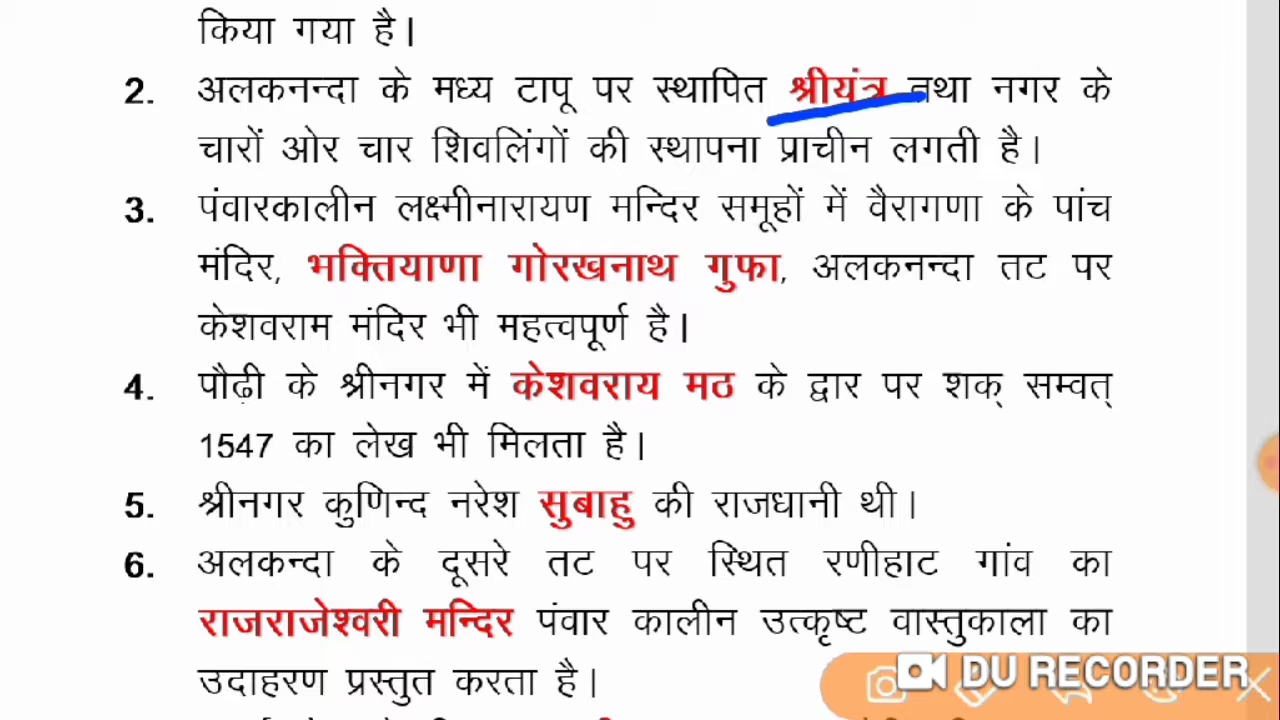 किया गया है।
2. अलकनन्दा के मध्य टापू पर स्थापित श्रीयंत्र तथा नगर के
चारों ओर चार शिवलिंगों की स्थापना प्राचीन लगती है।
3. पंवारकालीन लक्ष्मीनारायण मन्दिर समूहों में वैरागणा के पांच
मंदिर, भक्तियाणा गोरखनाथ गुफा, अलकनन्दा तट पर
केशवराम मंदिर भी महत्वपूर्ण है।
4. पौढ़ी के श्रीनगर में केशवराय मठ के द्वार पर शक् सम्वत्
1547 का लेख भी मिलता है।
5. श्रीनगर कुणिन्द नरेश सुबाहु की राजधानी थी।
6. अलकन्दा के दूसरे तट पर स्थित रणीहाट गांव का
राजराजेश्वरी मन्दिर पंवार कालीन उत्कृष्ट वास्तुकाला का
उदाहरण प्रस्तुत करता है।
DU RECORDER